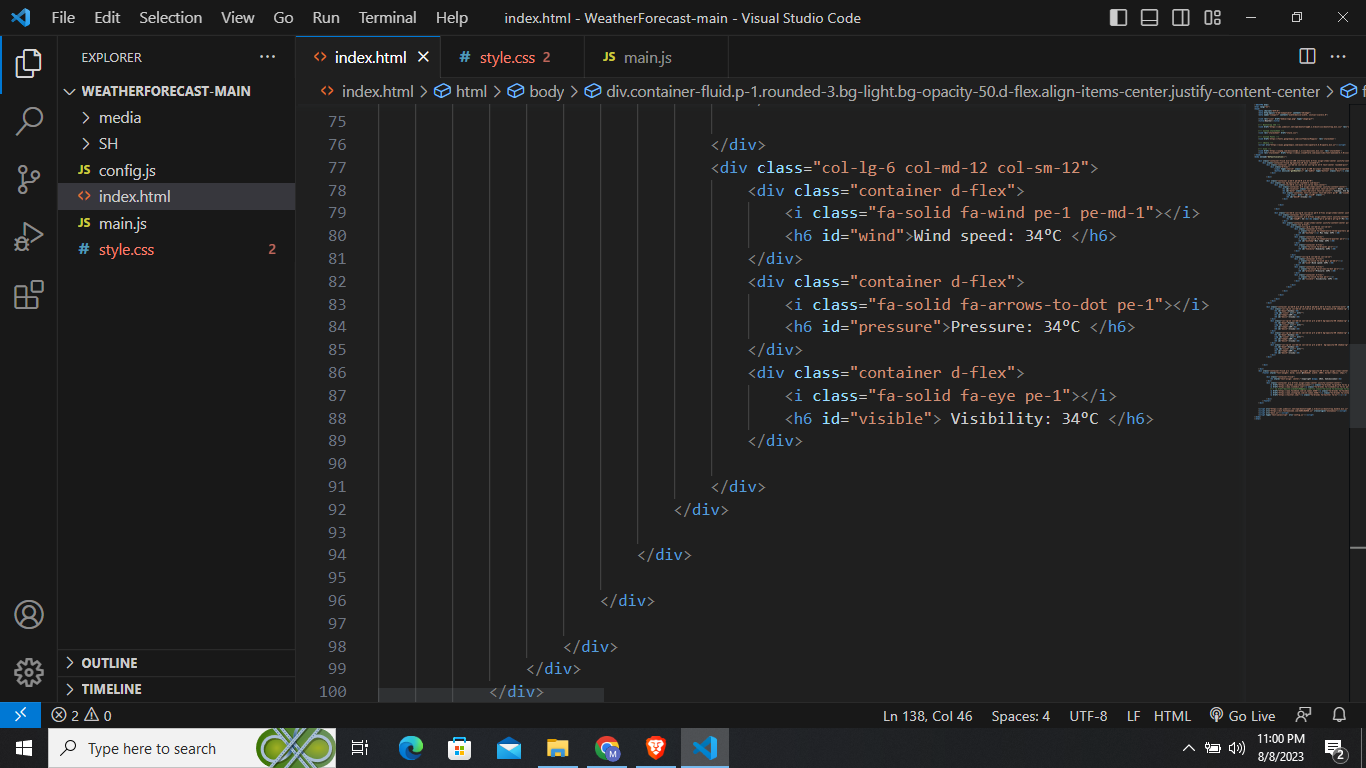 File Edit Selection View Go Run Terminal Help index.html - WeatherForecast-main - Visual Studio Code
EXPLORER
index.html
# style.css 2
JS main.js
WEATHERFORECAST-MAIN
index.html > html > body > div.container-fluid.p-1.rounded-3.bg-light.bg-opacity-50.d-flex.align-items-center.justify-content-center > f
media
SH
JS config.js
<> index.html
JS main.js
# style.css 2
75
76 </div>
77 <div class="col-lg-6 col-md-12 col-sm-12">
78 <div class="container d-flex">
79 <i class="fa-solid fa-wind pe-1 pe-md-1"></i>
80 <h6 id="wind">Wind speed: 34ºC </h6>
81 </div>
82 <div class="container d-flex">
83 <i class="fa-solid fa-arrows-to-dot pe-1"></i>
84 <h6 id="pressure">Pressure: 34ºC </h6>
85 </div>
86 <div class="container d-flex">
87 <i class="fa-solid fa-eye pe-1"></i>
88 <h6 id="visible"> Visibility: 34ºC </h6>
89 </div>
90
91 </div>
92 </div>
93
94 </div>
95
96 </div>
97
98 </div>
99 </div>
100 </div>
OUTLINE
TIMELINE
2 0 Ln 138, Col 46 Spaces: 4 UTF-8 LF HTML Go Live
Type here to search
M
11:00 PM
8/8/2023
2